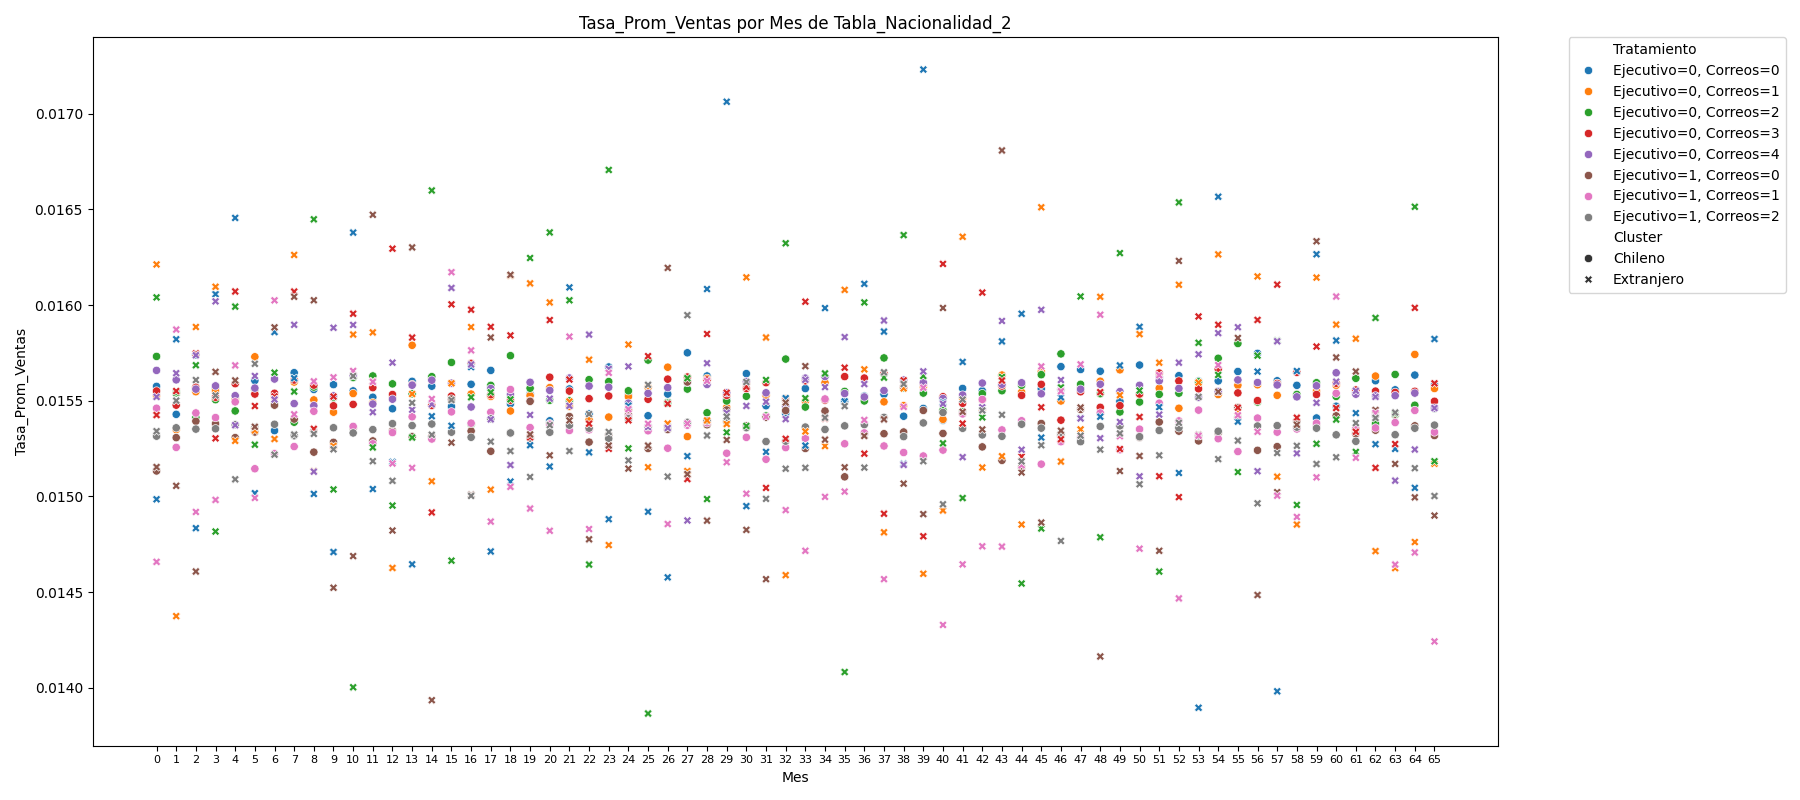 Tasa_Prom_Ventas por Mes de Tabla_Nacionalidad_2
Tasa_Prom_Ventas
0.0170
0.0165
0.0160
0.0155
0.0150
0.0145
0.0140
0 1 2 3 4 5 6 7 8 9 10 11 12 13 14 15 16 17 18 19 20 21 22 23 24 25 26 27 28 29 30 31 32 33 34 35 36 37 38 39 40 41 42 43 44 45 46 47 48 49 50 51 52 53 54 55 56 57 58 59 60 61 62 63 64 65
Mes
Tratamiento
Ejecutivo=0, Correos=0
Ejecutivo=0, Correos=1
Ejecutivo=0, Correos=2
Ejecutivo=0, Correos=3
Ejecutivo=0, Correos=4
Ejecutivo=1, Correos=0
Ejecutivo=1, Correos=1
Ejecutivo=1, Correos=2
Cluster
Chileno
Extranjero